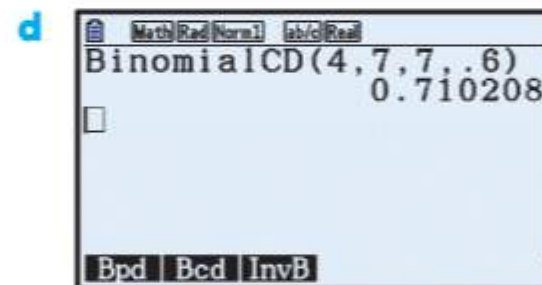 d
Math Rad Norm1 ab/c Real
BinomialCD(4,7,7,.6)
0.710208
Bpd Bcd InvB